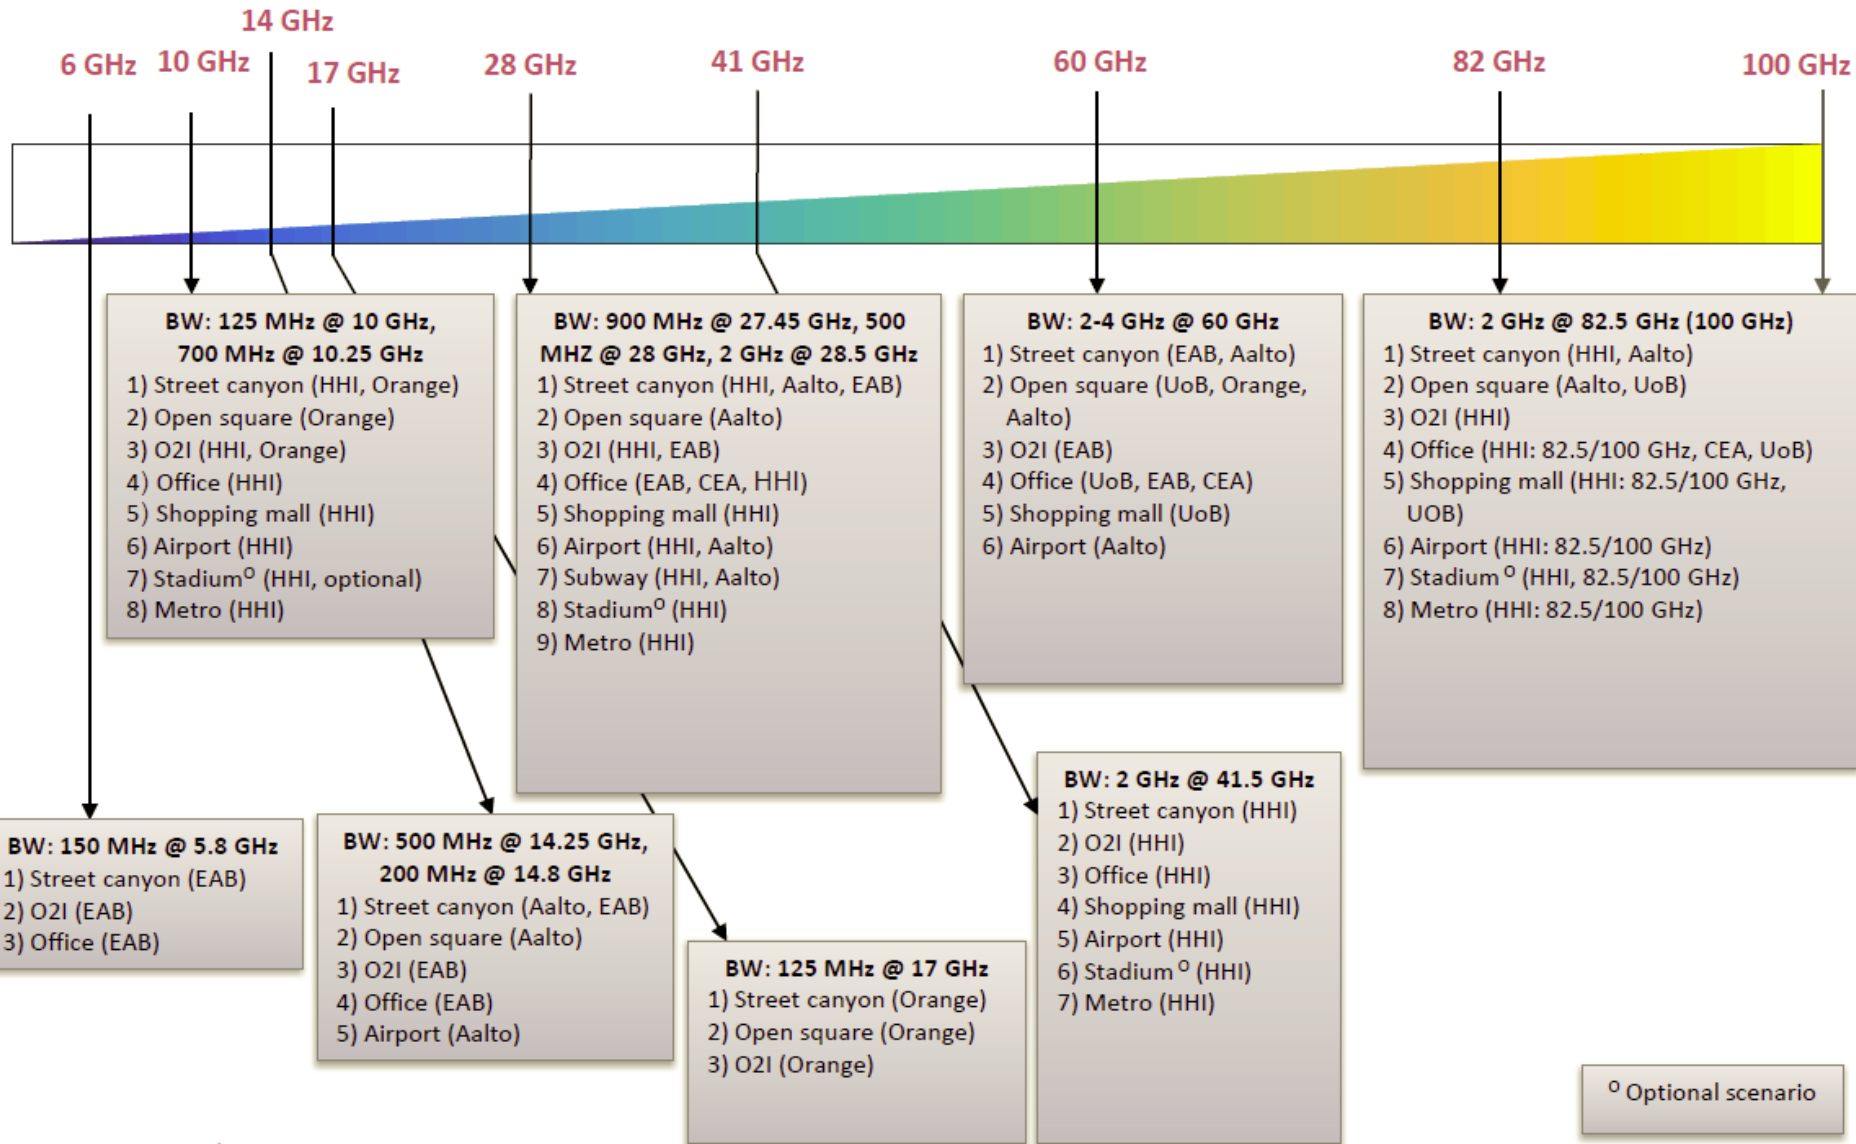 14 GHz
6 GHz
10 GHz
17 GHz
28 GHz
41 GHz
60 GHz
82 GHz
100 GHz
BW: 125 MHz @ 10 GHz,
700 MHz @ 10.25 GHz
1) Street canyon (HHI, Orange)
2) Open square (Orange)
3) O2I (HHI, Orange)
4) Office (HHI)
5) Shopping mall (HHI)
6) Airport (HHI)
7) Stadium⁰ (HHI, optional)
8) Metro (HHI)
BW: 900 MHz @ 27.45 GHz, 500
MHZ @ 28 GHz, 2 GHz @ 28.5 GHz
1) Street canyon (HHI, Aalto, EAB)
2) Open square (Aalto)
3) O2I (HHI, EAB)
4) Office (EAB, CEA, HHI)
5) Shopping mall (HHI)
6) Airport (HHI, Aalto)
7) Subway (HHI, Aalto)
8) Stadium⁰ (HHI)
9) Metro (HHI)
BW: 2-4 GHz @ 60 GHz
1) Street canyon (EAB, Aalto)
2) Open square (UoB, Orange,
Aalto)
3) O2I (EAB)
4) Office (UoB, EAB, CEA)
5) Shopping mall (UoB)
6) Airport (Aalto)
BW: 2 GHz @ 82.5 GHz (100 GHz)
1) Street canyon (HHI, Aalto)
2) Open square (Aalto, UoB)
3) O2I (HHI)
4) Office (HHI: 82.5/100 GHz, CEA, UoB)
5) Shopping mall (HHI: 82.5/100 GHz,
UOB)
6) Airport (HHI: 82.5/100 GHz)
7) Stadium ⁰ (HHI, 82.5/100 GHz)
8) Metro (HHI: 82.5/100 GHz)
BW: 150 MHz @ 5.8 GHz
1) Street canyon (EAB)
2) O2I (EAB)
3) Office (EAB)
BW: 500 MHz @ 14.25 GHz,
200 MHz @ 14.8 GHz
1) Street canyon (Aalto, EAB)
2) Open square (Aalto)
3) O2I (EAB)
4) Office (EAB)
5) Airport (Aalto)
BW: 125 MHz @ 17 GHz
1) Street canyon (Orange)
2) Open square (Orange)
3) O2I (Orange)
BW: 2 GHz @ 41.5 GHz
1) Street canyon (HHI)
2) O2I (HHI)
3) Office (HHI)
4) Shopping mall (HHI)
5) Airport (HHI)
6) Stadium ⁰ (HHI)
7) Metro (HHI)
⁰ Optional scenario